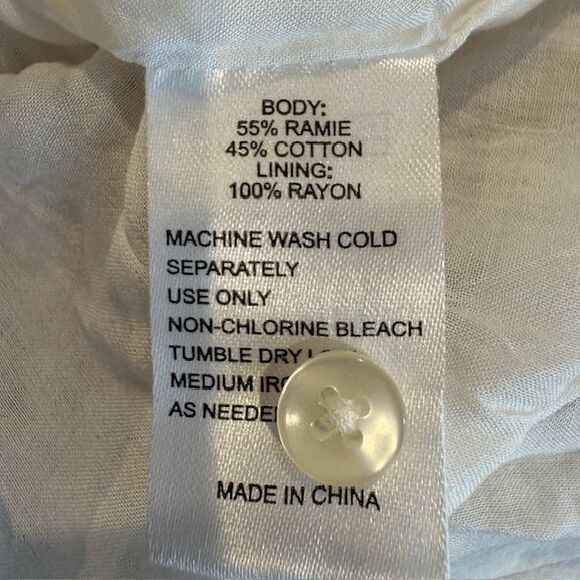 BODY:
55% RAMIE
45% COTTON
LINING:
100% RAYON
MACHINE WASH COLD
SEPARATELY
USE ONLY
NON-CHLORINE BLEACH
TUMBLE DRY
MEDIUM
AS
MADE IN CHINA